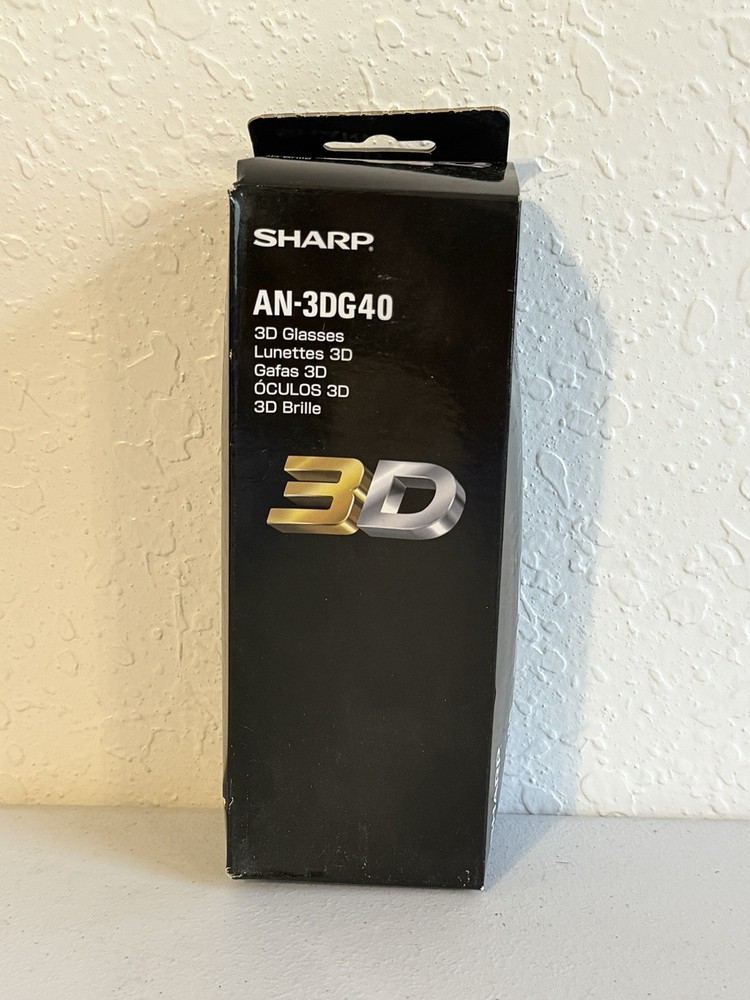 SHARP®
AN-3DG40
3D Glasses
Lunettes 3D
Gafas 3D
ÓCULOS 3D
3D Brille
3D